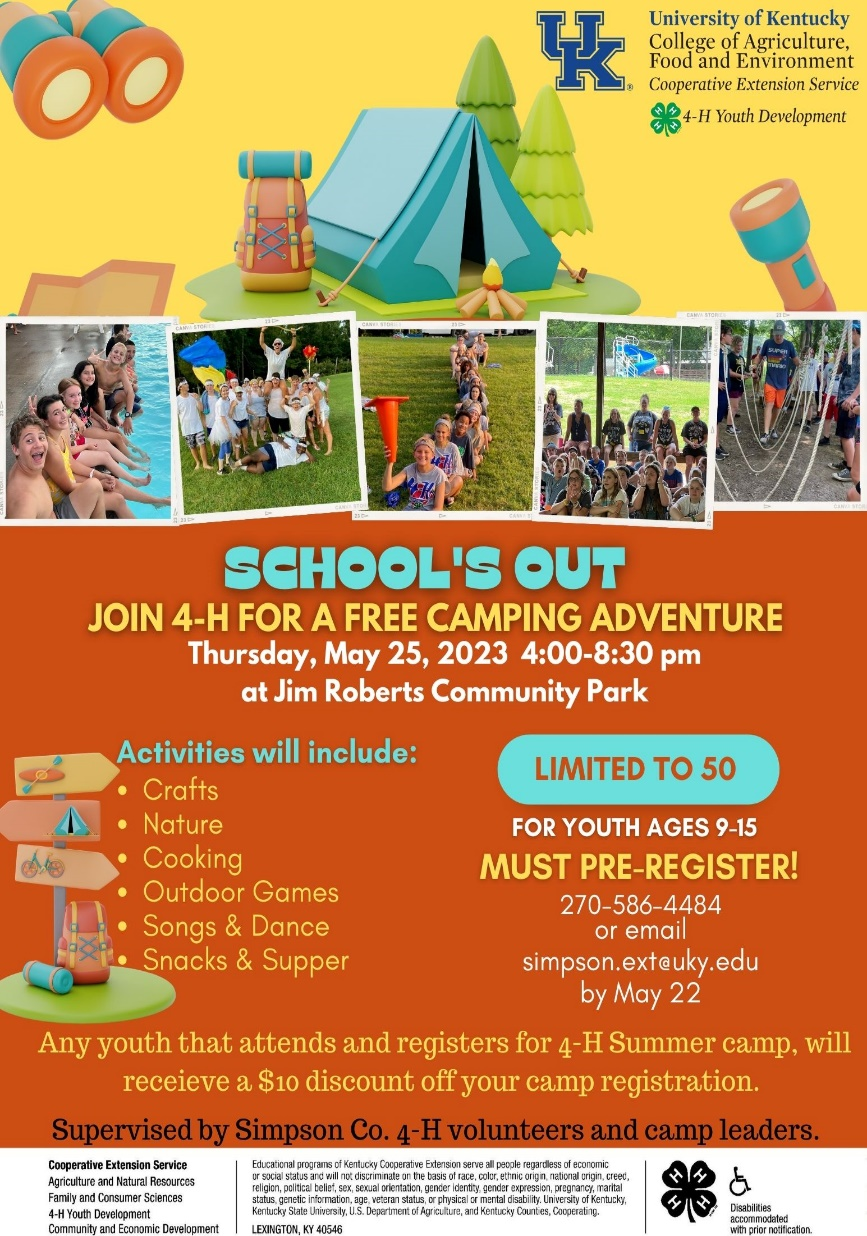 University of Kentucky
College of Agriculture,
Food and Environment
Cooperative Extension Service
4-H Youth Development
SCHOOL'S OUT
JOIN 4-H FOR A FREE CAMPING ADVENTURE
Thursday, May 25, 2023 4:00-8:30 pm
at Jim Roberts Community Park
Activities will include:
• Crafts
• Nature
• Cooking
• Outdoor Games
• Songs & Dance
• Snacks & Supper
LIMITED TO 50
FOR YOUTH AGES 9-15
MUST PRE-REGISTER!
270-586-4484
or email
simpson.ext@uky.edu
by May 22
Any youth that attends and registers for 4-H Summer camp, will
receieve a $10 discount off your camp registration.
Supervised by Simpson Co. 4-H volunteers and camp leaders.
Cooperative Extension Service
Agriculture and Natural Resources
Family and Consumer Sciences
4-H Youth Development
Community and Economic Development
Educational programs of Kentucky Cooperative Extension serve all people regardless of economic
or social status and will not discriminate on the basis of race, color, ethnic origin, national origin, creed,
religion, political belief, sex, sexual orientation, gender identity, gender expression, pregnancy, marital
status, genetic information, age, veteran status, or physical or mental disability. University of Kentucky,
Kentucky State University, U.S. Department of Agriculture, and Kentucky Counties, Cooperating.
LEXINGTON, KY 40546
Disabilities
accommodated
with prior notification.